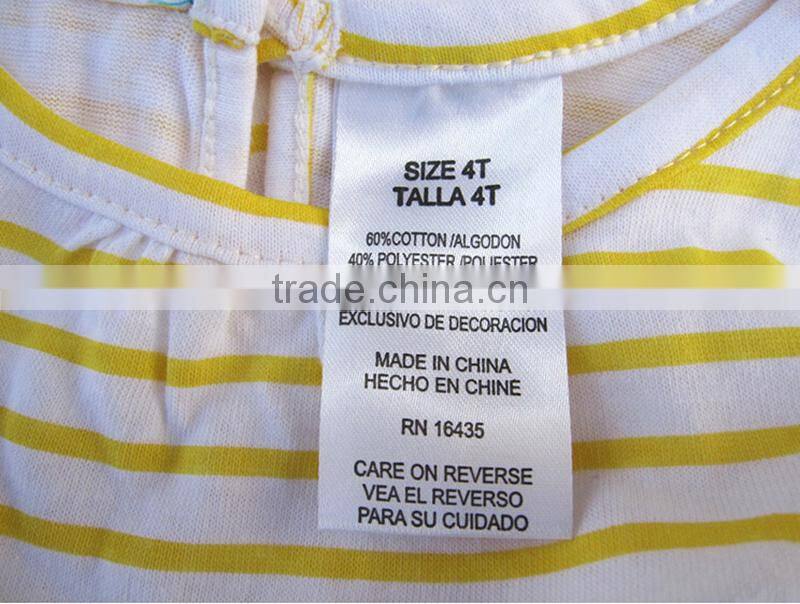 SIZE 4T
TALLA 4T
60%COTTON/ALGODON
40% POLYESTER/POLIESTER
trade.china.cn
EXCLUSIVO DE DECORACION
MADE IN CHINA
HECHO EN CHINE
RN 16435
CARE ON REVERSE
VEA EL REVERSO
PARA SU CUIDADO